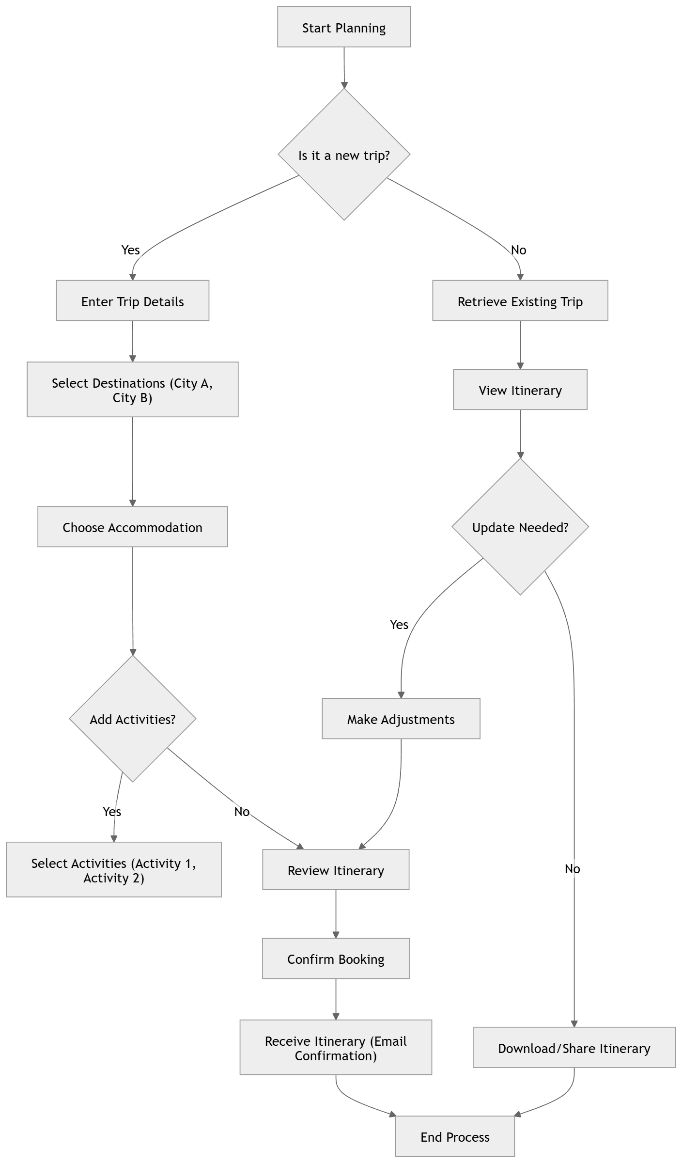 Start Planning
Is it a new trip?
Yes
No
Enter Trip Details
Retrieve Existing Trip
Select Destinations (City A,
City B)
View Itinerary
Choose Accommodation
Update Needed?
Yes
Make Adjustments
Add Activities?
Yes
No
Select Activities (Activity 1,
Activity 2)
Review Itinerary
No
Confirm Booking
Receive Itinerary (Email
Confirmation)
Download/Share Itinerary
End Process